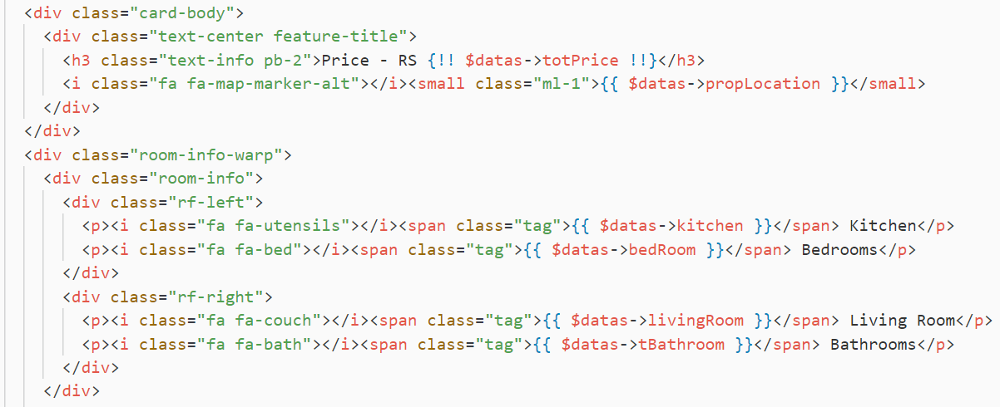 <div class="card-body">
<div class="text-center feature-title">
<h3 class="text-info pb-2">Price - RS {!! $datas->totPrice !!}</h3>
<i class="fa fa-map-marker-alt"></i><small class="ml-1">{{ $datas->propLocation }}</small>
</div>
</div>
<div class="room-info-warp">
<div class="room-info">
<div class="rf-left">
<p><i class="fa fa-utensils"></i><span class="tag">{{ $datas->kitchen }}</span> Kitchen</p>
<p><i class="fa fa-bed"></i><span class="tag">{{ $datas->bedRoom }}</span> Bedrooms</p>
</div>
<div class="rf-right">
<p><i class="fa fa-couch"></i><span class="tag">{{ $datas->livingRoom }}</span> Living Room</p>
<p><i class="fa fa-bath"></i><span class="tag">{{ $datas->tBathroom }}</span> Bathrooms</p>
</div>
</div>